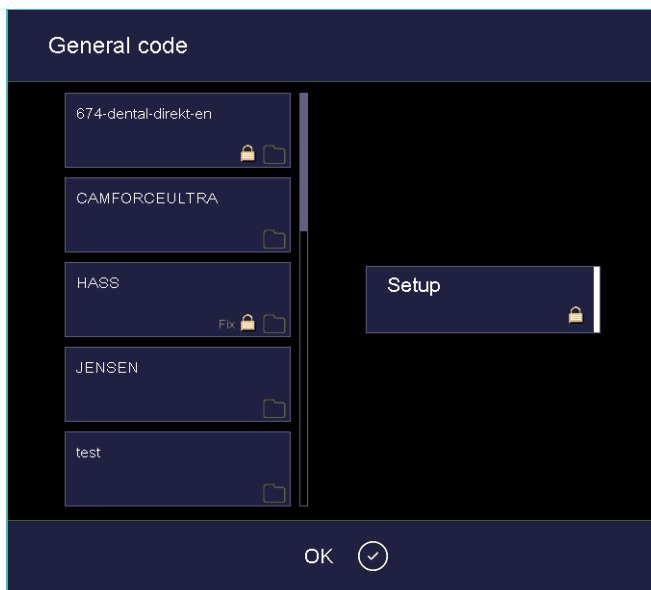 General code
674-dental-direkt-en
CAMFORCEULTRA
HASS
Fix
JENSEN
test
Setup
OK